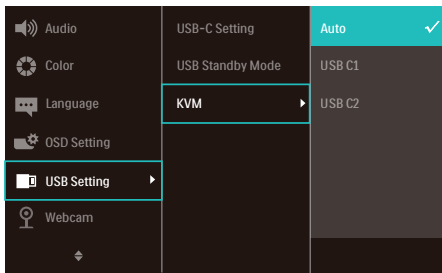 Audio
Color
Language
OSD Setting
USB Setting
Webcam
USB-C Setting
USB Standby Mode
KVM
Auto
USB C1
USB C2